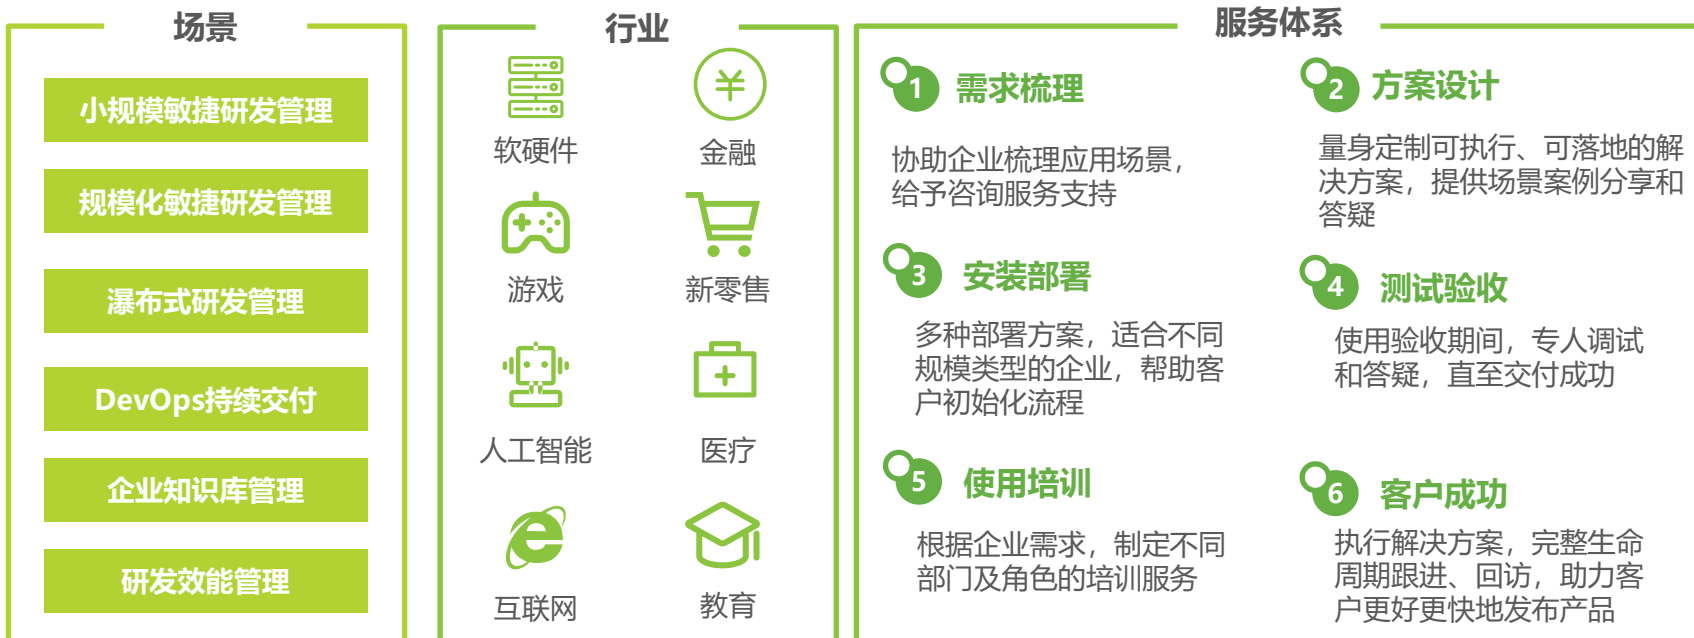 场景
小规模敏捷研发管理
规模化敏捷研发管理
瀑布式研发管理
DevOps持续交付
企业知识库管理
研发效能管理
行业
软硬件
金融
游戏
新零售
人工智能
医疗
互联网
教育
服务体系
1 需求梳理
协助企业梳理应用场景，
给予咨询服务支持
2 方案设计
量身定制可执行、可落地的解
决方案，提供场景案例分享和
答疑
3 安装部署
多种部署方案，适合不同
规模类型的企业，帮助客
户初始化流程
4 测试验收
使用验收期间，专人调试
和答疑，直至交付成功
5 使用培训
根据企业需求，制定不同
部门及角色的培训服务
6 客户成功
执行解决方案，完整生命
周期跟进、回访，助力客
户更好更快地发布产品